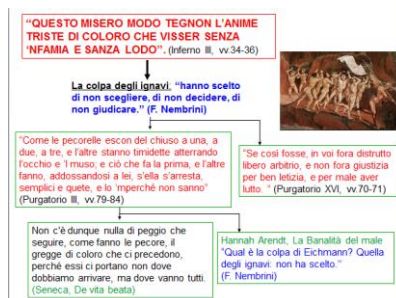 “QUESTO MISERO MODO TEGNON L’ANIME
TRISTE DI COLORO CHE VISSER SENZA
‘NFAMIA E SANZA LODO”. (Inferno III, vv.34-36)
La colpa degli ignavi: “hanno scelto
di non scegliere, di non decidere, di
non giudicare.” (F. Nembrini)
“Come le pecorelle escon del chiuso a una, a
due, a tre, e l’altre stanno timidette atterrando
l’occhio e ‘l muso; e ciò che fa la prima, e l’altre
fanno, addossandosi a lei, s’ella s’arresta,
semplici e quete, e lo ‘mperché non sanno”
(Purgatorio III, vv.79-84)
“Se così fosse, in voi fora distrutto
libero arbitrio, e non fora giustizia
per ben letizia, e per male aver
lutto. “ (Purgatorio XVI, vv.70-71)
Non c’è dunque nulla di peggio che
seguire, come fanno le pecore, il
gregge di coloro che ci precedono,
perché essi ci portano non dove
dobbiamo arrivare, ma dove vanno tutti.
(Seneca, De vita beata)
Hannah Arendt, La Banalità del male
“Qual è la colpa di Eichmann? Quella
degli ignavi: non ha scelto.”
(F. Nembrini)